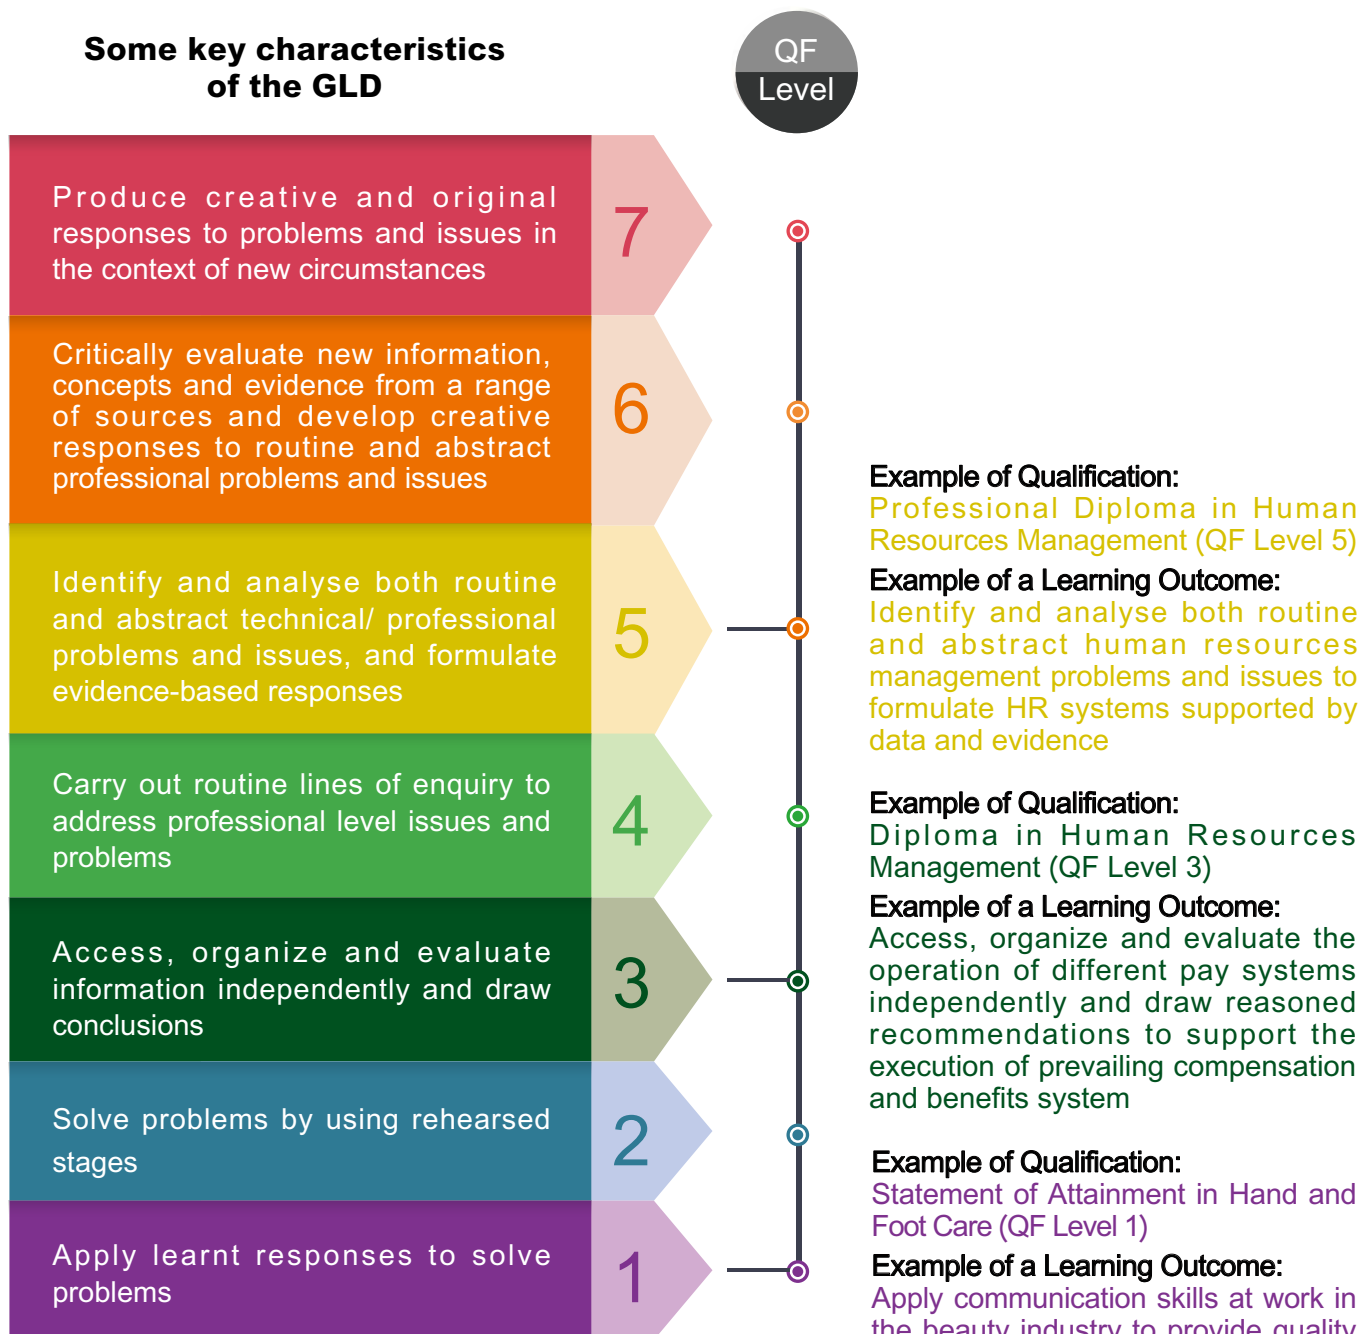 Some key characteristics
of the GLD
QF
Level
Produce creative and original
responses to problems and issues in
the context of new circumstances
7
Critically evaluate new information,
concepts and evidence from a range
of sources and develop creative
responses to routine and abstract
professional problems and issues
6
Identify and analyse both routine
and abstract technical/ professional
problems and issues, and formulate
evidence-based responses
5
Example of Qualification:
Professional Diploma in Human
Resources Management (QF Level 5)
Example of a Learning Outcome:
Identify and analyse both routine
and abstract human resources
management problems and issues to
formulate HR systems supported by
data and evidence
Carry out routine lines of enquiry to
address professional level issues and
problems
4
Access, organize and evaluate
information independently and draw
conclusions
3
Example of Qualification:
Diploma in Human Resources
Management (QF Level 3)
Example of a Learning Outcome:
Access, organize and evaluate the
operation of different pay systems
independently and draw reasoned
recommendations to support the
execution of prevailing compensation
and benefits system
Solve problems by using rehearsed
stages
2
Apply learnt responses to solve
problems
1
Example of Qualification:
Statement of Attainment in Hand and
Foot Care (QF Level 1)
Example of a Learning Outcome:
Apply communication skills at work in
the beauty industry to provide quality